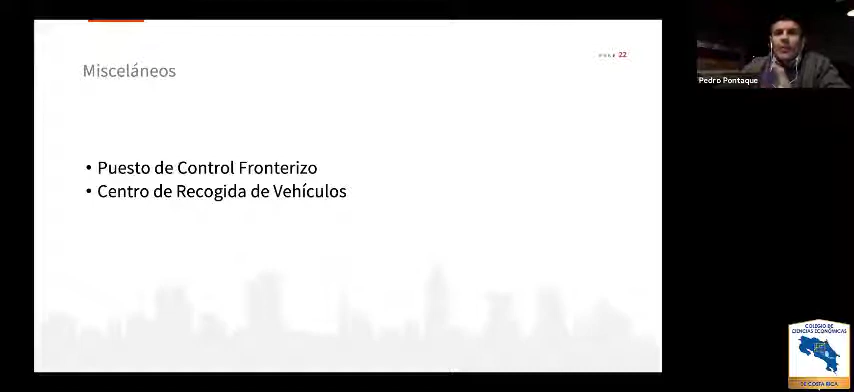 Misceláneos
22
• Puesto de Control Fronterizo
• Centro de Recogida de Vehículos
Pedro Pontaque
COLEGIO DE
CIENCIAS ECONÓMICAS
DE COSTA RICA